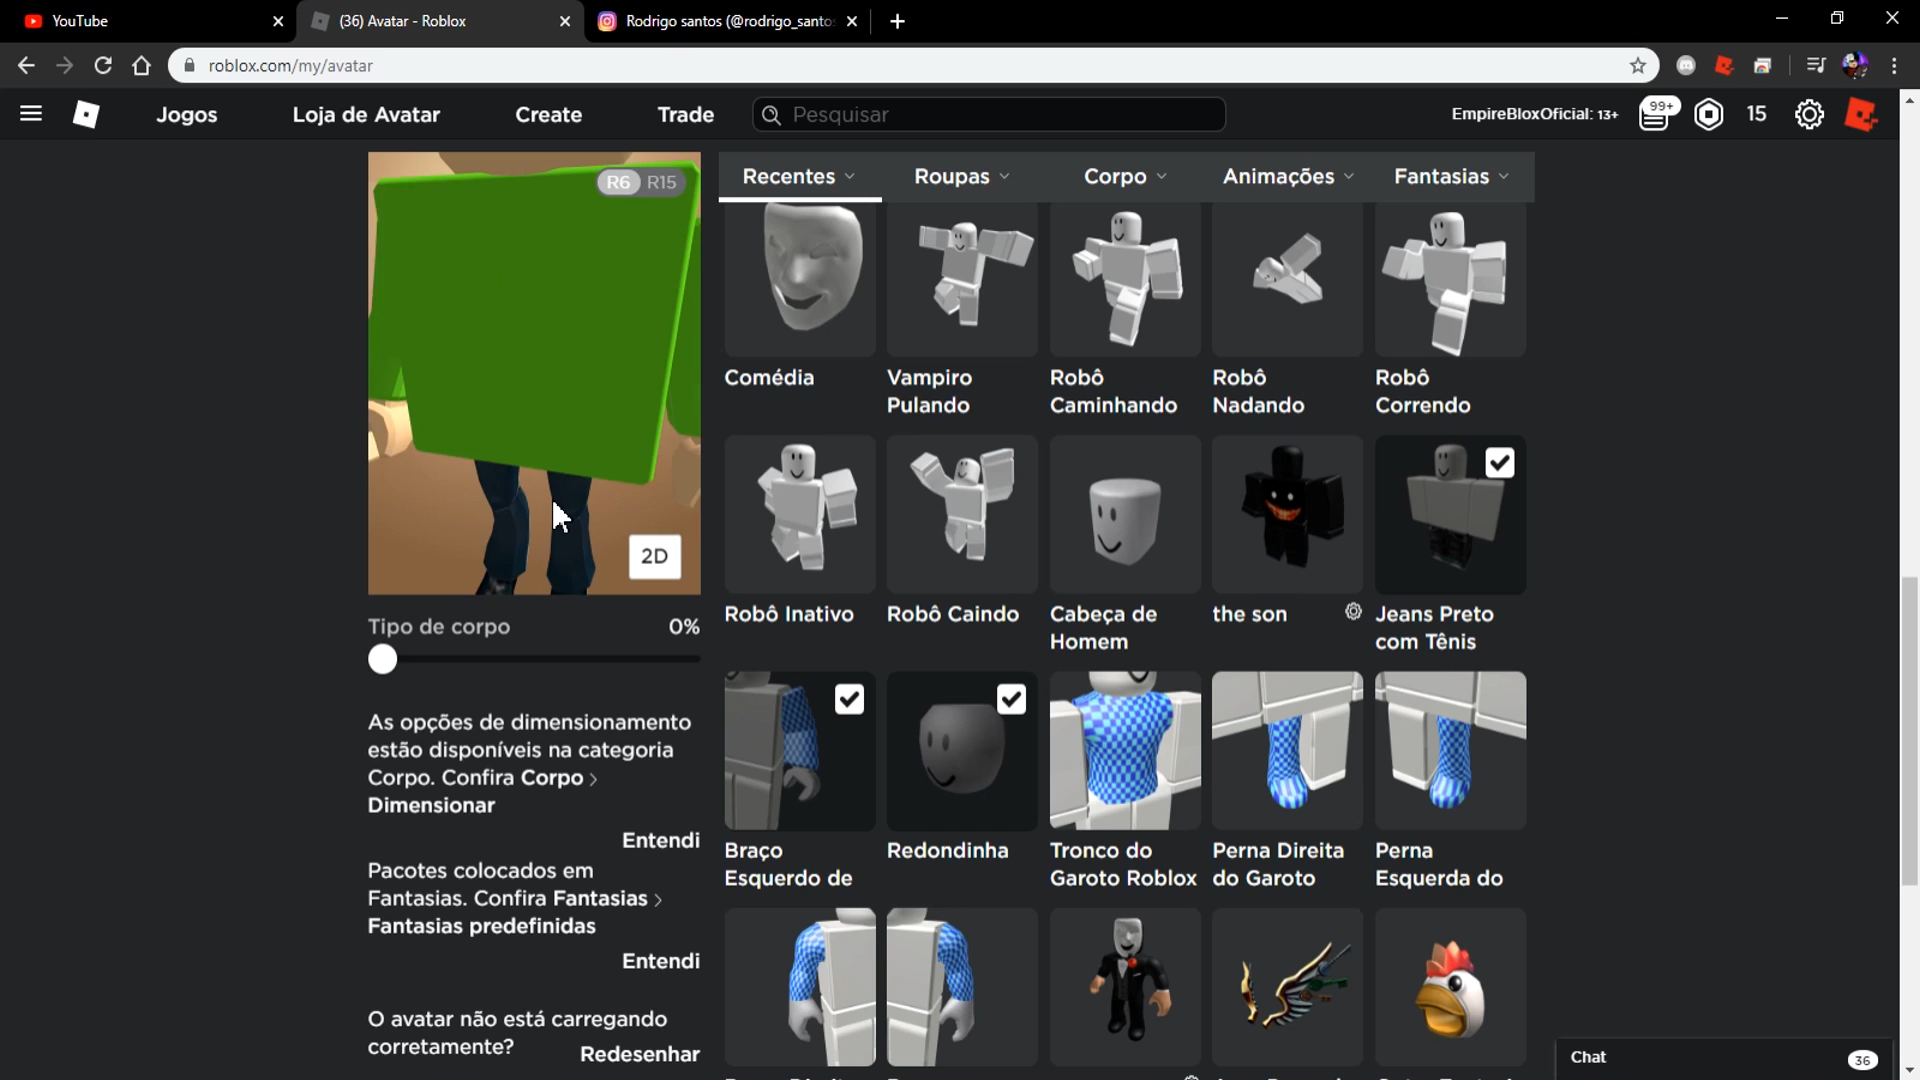 YouTube
(36) Avatar - Roblox
Rodrigo santos (@rodrigo_santo
roblox.com/my/avatar
Jogos
Loja de Avatar
Create
Trade
Pesquisar
EmpireBloxOficial: 13+
99+
15
R6 R15
2D
Tipo de corpo
0%
As opções de dimensionamento
estão disponíveis na categoria
Corpo. Confira Corpo >
Dimensionar
Entendi
Pacotes colocados em
Fantasias. Confira Fantasias >
Fantasias predefinidas
Entendi
O avatar não está carregando
corretamente?
Redesenhar
Recentes
Roupas
Corpo
Animações
Fantasias
Comédia
Vampiro
Pulando
Robô
Caminhando
Robô
Nadando
Robô
Correndo
Robô Inativo
Robô Caindo
Cabeça de
Homem
the son
Jeans Preto
com Tênis
Braço
Esquerdo de
Redondinha
Tronco do
Garoto Roblox
Perna Direita
do Garoto
Perna
Esquerda do
Chat
36